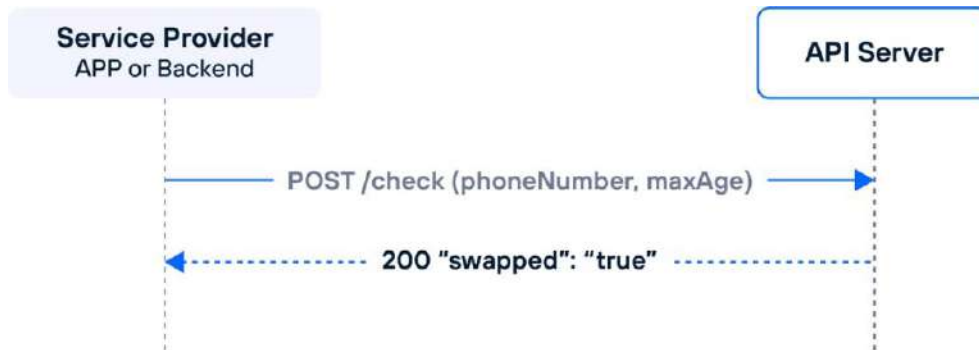 Service Provider
APP or Backend
API Server
POST /check (phoneNumber, maxAge)
200 “swapped”: “true”